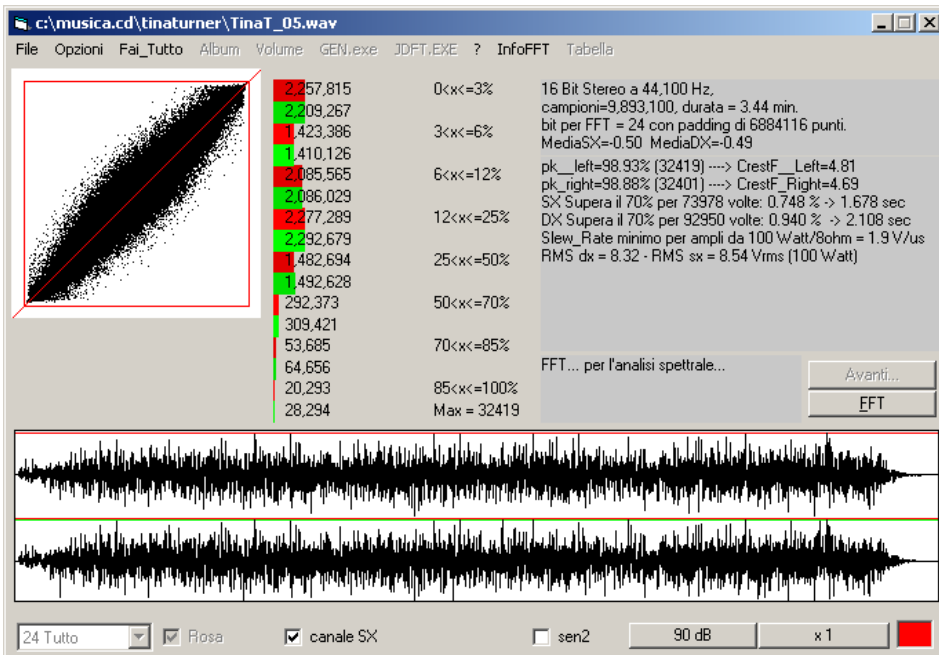 c:\musica.cd\tinaturner\TinaT_05.wav
File Opzioni Fai_Tutto Album Volume GEN.exe JDFT.EXE ? InfoFFT Tabella
2,257,815 0<x<=3%
2,209,267
1,423,386 3<x<=6%
1,410,126
2,085,565 6<x<=12%
2,086,029
2,277,289 12<x<=25%
2,292,679
1,482,694 25<x<=50%
1,492,628
292,373 50<x<=70%
309,421
53,685 70<x<=85%
64,656
20,293 85<x<=100%
28,294 Max = 32419
16 Bit Stereo a 44,100 Hz,
campioni=9,893,100, durata = 3.44 min.
bit per FFT = 24 con padding di 6884116 punti.
MediaSX=-0.50 MediaDX=-0.49
pk__left=98.93% (32419) ----> CrestF__Left=4.81
pk_right=98.88% (32401) ----> CrestF_Right=4.69
SX Supera il 70% per 73978 volte: 0.748 % -> 1.678 sec
DX Supera il 70% per 92950 volte: 0.940 % -> 2.108 sec
Slew_Rate minimo per ampli da 100 Watt/8ohm = 1.9 V/us
RMS dx = 8.32 - RMS sx = 8.54 Vrms (100 Watt)
FFT... per l'analisi spettrale...
Avanti...
FFT
24 Tutto Rosa canale SX sen2 90 dB x 1